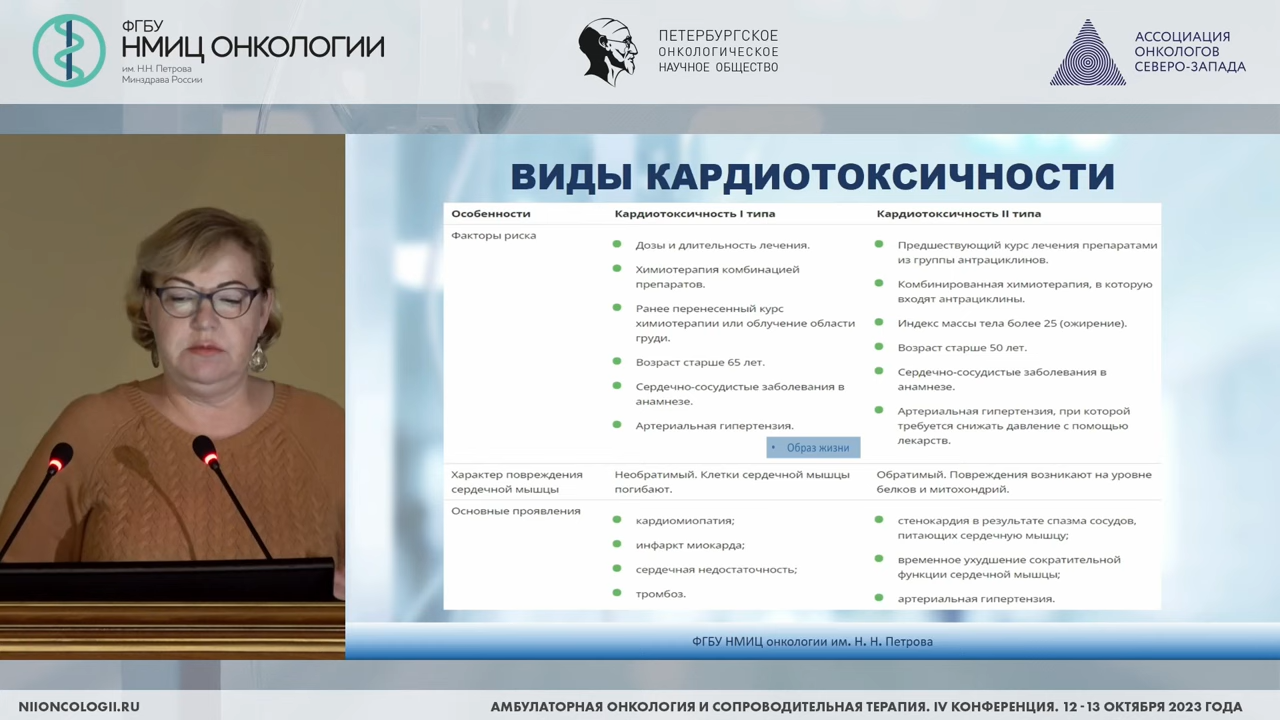 ФГБУ
НМИЦ ОНКОЛОГИИ
им. Н.Н. Петрова
Минздрава России
ПЕТЕРБУРГСКОЕ
ОНКОЛОГИЧЕСКОЕ
НАУЧНОЕ ОБЩЕСТВО
АССОЦИАЦИЯ
ОНКОЛОГОВ
СЕВЕРО-ЗАПАДА
ВИДЫ КАРДИОТОКСИЧНОСТИ
Особенности
Кардиотоксичность I типа
Кардиотоксичность II типа
Факторы риска
Дозы и длительность лечения.
Химиотерапия комбинацией
препаратов.
Ранее перенесенный курс
химиотерапии или облучение области
груди.
Возраст старше 65 лет.
Сердечно-сосудистые заболевания в
анамнезе.
Артериальная гипертензия.
• Образ жизни
Предшествующий курс лечения препаратами
из группы антрациклинов.
Комбинированная химиотерапия, в которую
входят антрациклины.
Индекс массы тела более 25 (ожирение).
Возраст старше 50 лет.
Сердечно-сосудистые заболевания в
анамнезе.
Артериальная гипертензия, при которой
требуется снижать давление с помощью
лекарств.
Характер повреждения
сердечной мышцы
Необратимый. Клетки сердечной мышцы
погибают.
Обратимый. Повреждения возникают на уровне
белков и митохондрий.
Основные проявления
кардиомиопатия;
инфаркт миокарда;
сердечная недостаточность;
тромбоз.
стенокардия в результате спазма сосудов,
питающих сердечную мышцу;
временное ухудшение сократительной
функции сердечной мышцы;
артериальная гипертензия.
ФГБУ НМИЦ онкологии им. Н. Н. Петрова
NIIONCOLOGII.RU
АМБУЛАТОРНАЯ ОНКОЛОГИЯ И СОПРОВОДИТЕЛЬНАЯ ТЕРАПИЯ. IV КОНФЕРЕНЦИЯ. 12 - 13 ОКТЯБРЯ 2023 ГОДА